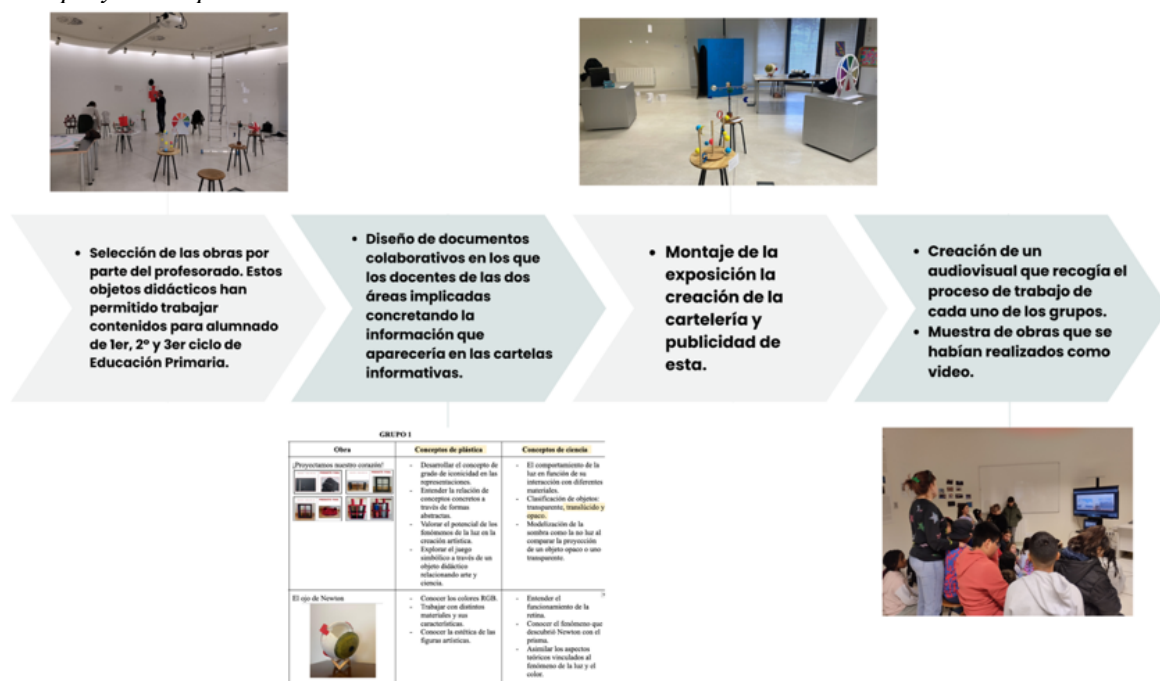 • Selección de las obras por
parte del profesorado. Estos
objetos didácticos han
permitido trabajar
contenidos para alumnado
de 1er, 2º y 3er ciclo de
Educación Primaria.
• Diseño de documentos
colaborativos en los que
los docentes de las dos
áreas implicadas
concretando la
información que
aparecería en las cartelas
informativas.
• Montaje de la
exposición la
creación de la
cartelería y
publicidad de
esta.
• Creación de un
audiovisual que recogía el
proceso de trabajo de
cada uno de los grupos.
• Muestra de obras que se
habían realizados como
video.
GRUPO 1
Obra
Conceptos de plástica
Conceptos de ciencia
¡Proyectamos nuestro corazón!
- Desarrollar el concepto de
grado de iconicidad en las
representaciones.
- Entender la relación de
conceptos concretos a
través de formas
abstractas.
- Valorar el potencial de los
fenómenos de la luz en la
creación artística.
- Explorar el juego
simbólico a través de un
objeto didáctico
relacionando arte y
ciencia.
- El comportamiento de la
luz en función de su
interacción con diferentes
materiales.
- Clasificación de objetos:
transparente, translúcido y
opaco.
- Modelización de la
sombra como la no luz al
comparar la proyección
de un objeto opaco o uno
transparente.
El ojo de Newton
- Conocer los colores RGB.
- Trabajar con distintos
materiales y sus
características.
- Conocer la estética de las
figuras artísticas.
- Entender el
funcionamiento de la
retina.
- Conocer el fenómeno que
descubrió Newton con el
prisma.
- Asimilar los aspectos
teóricos vinculados al
fenómeno de la luz y el
color.